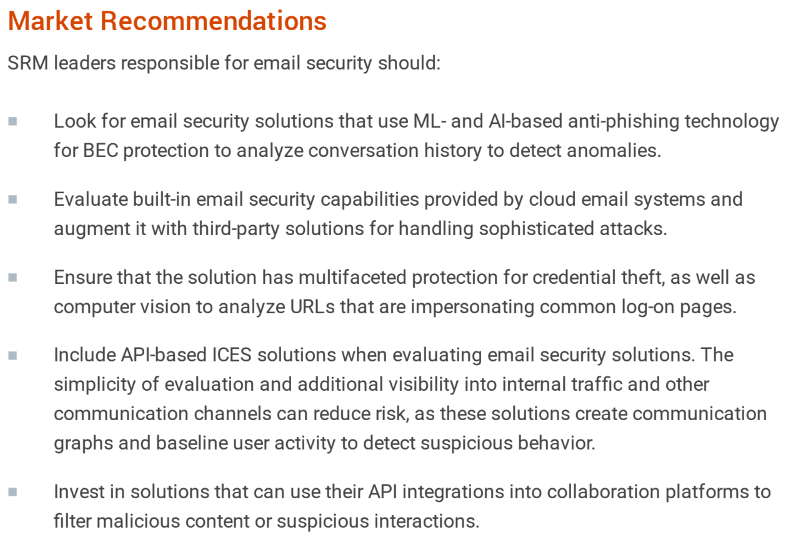 Market Recommendations
SRM leaders responsible for email security should:
Look for email security solutions that use ML- and AI-based anti-phishing technology
for BEC protection to analyze conversation history to detect anomalies.
Evaluate built-in email security capabilities provided by cloud email systems and
augment it with third-party solutions for handling sophisticated attacks.
Ensure that the solution has multifaceted protection for credential theft, as well as
computer vision to analyze URLs that are impersonating common log-on pages.
Include API-based ICES solutions when evaluating email security solutions. The
simplicity of evaluation and additional visibility into internal traffic and other
communication channels can reduce risk, as these solutions create communication
graphs and baseline user activity to detect suspicious behavior.
Invest in solutions that can use their API integrations into collaboration platforms to
filter malicious content or suspicious interactions.